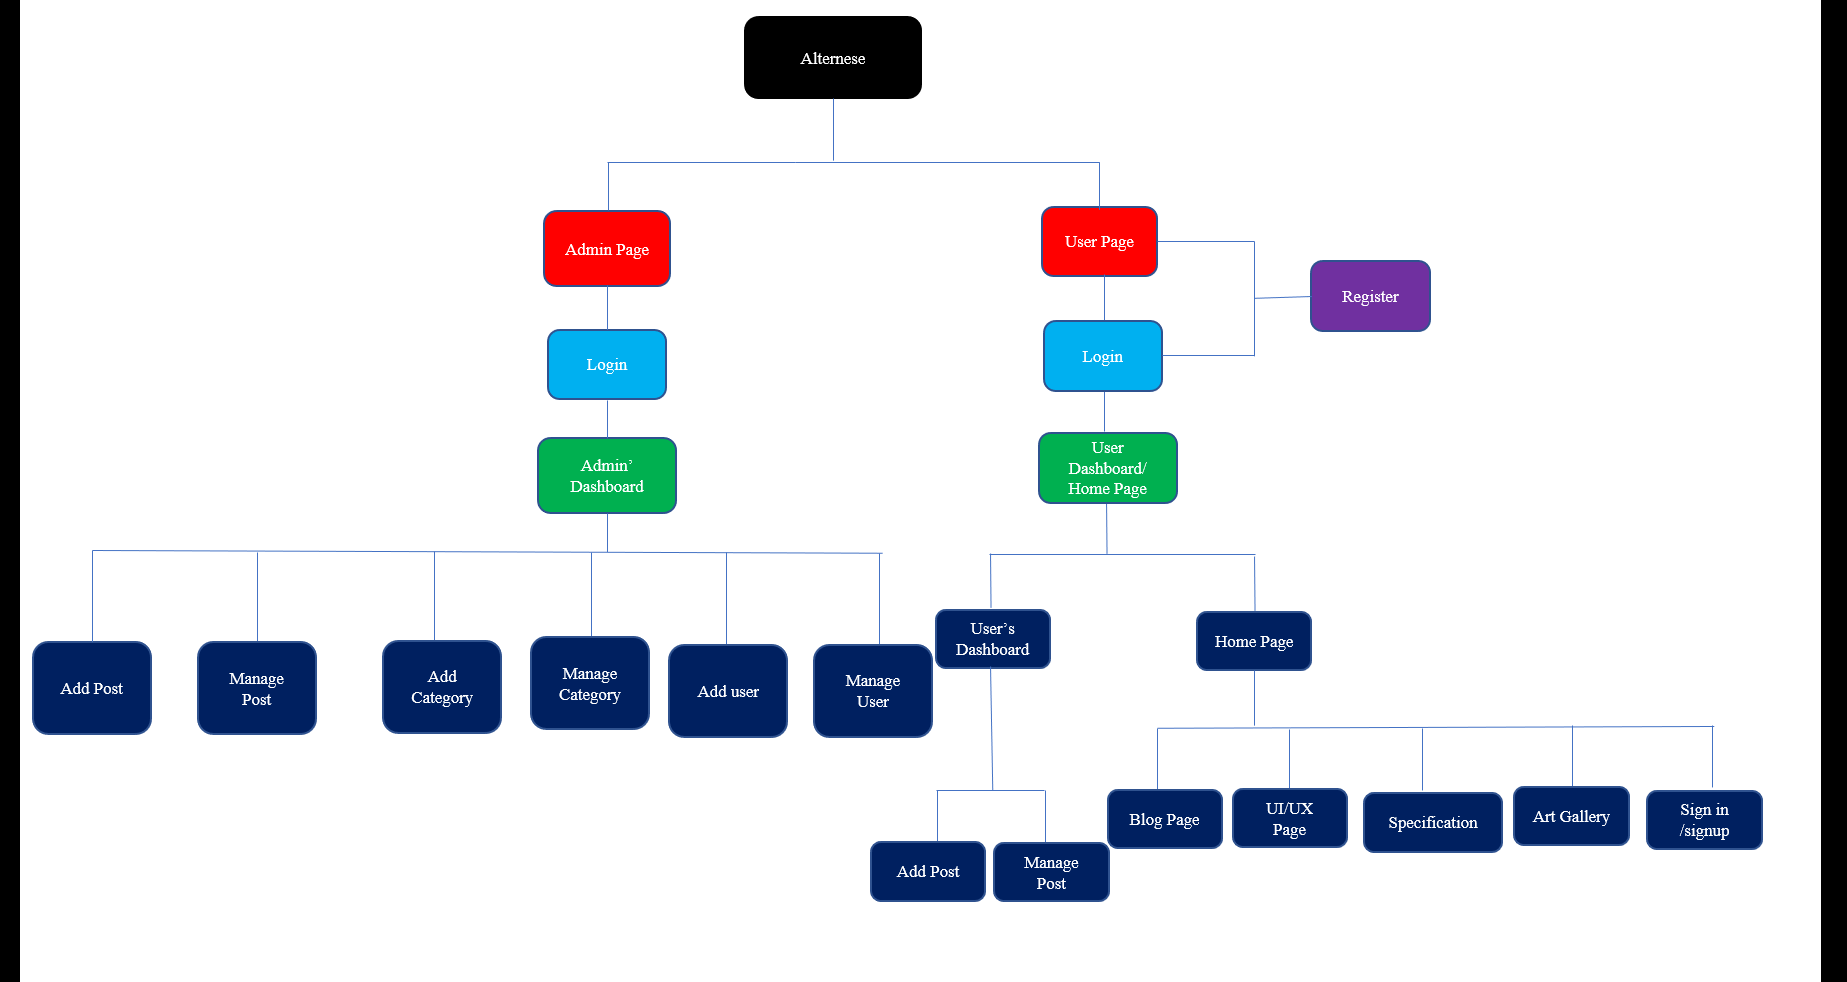 Alternese
Admin Page
User Page
Register
Login
Login
Admin’
Dashboard
User
Dashboard/
Home Page
Add Post
Manage
Post
Add
Category
Manage
Category
Add user
Manage
User
User’s
Dashboard
Home Page
Add Post
Manage
Post
Blog Page
UI/UX
Page
Specification
Art Gallery
Sign in
/signup